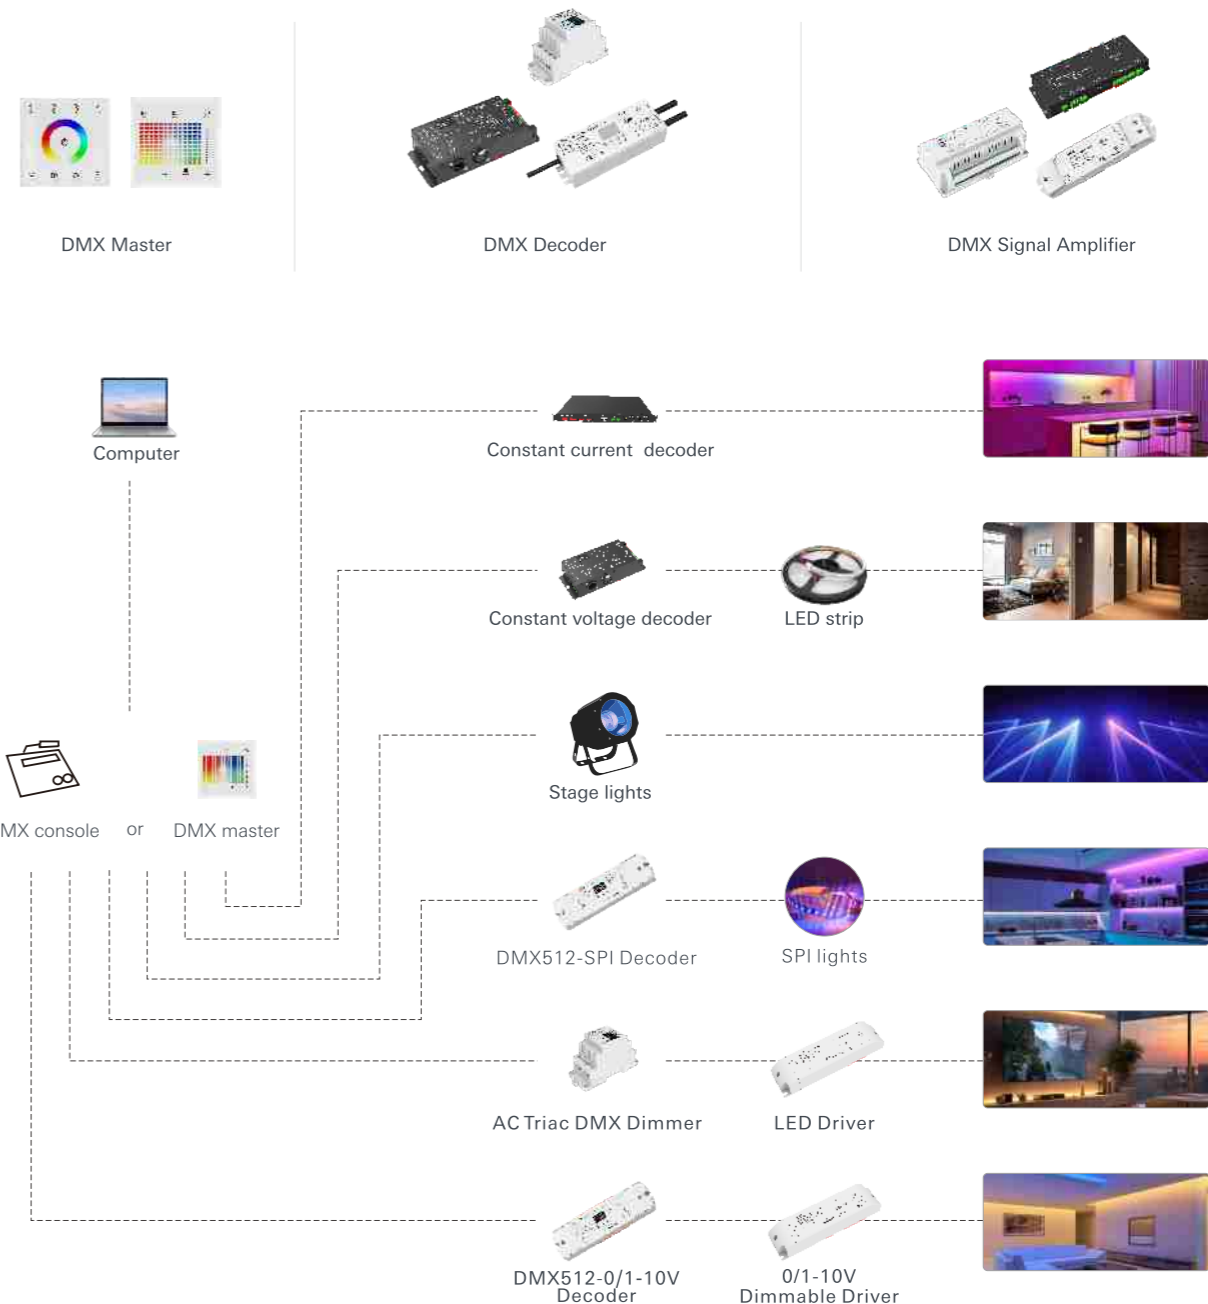 DMX Master
DMX Decoder
DMX Signal Amplifier
Computer
Constant current decoder
Constant voltage decoder
LED strip
Stage lights
MX console
or
DMX master
DMX512-SPI Decoder
SPI lights
AC Triac DMX Dimmer
LED Driver
DMX512-0/1-10V
Decoder
0/1-10V
Dimmable Driver